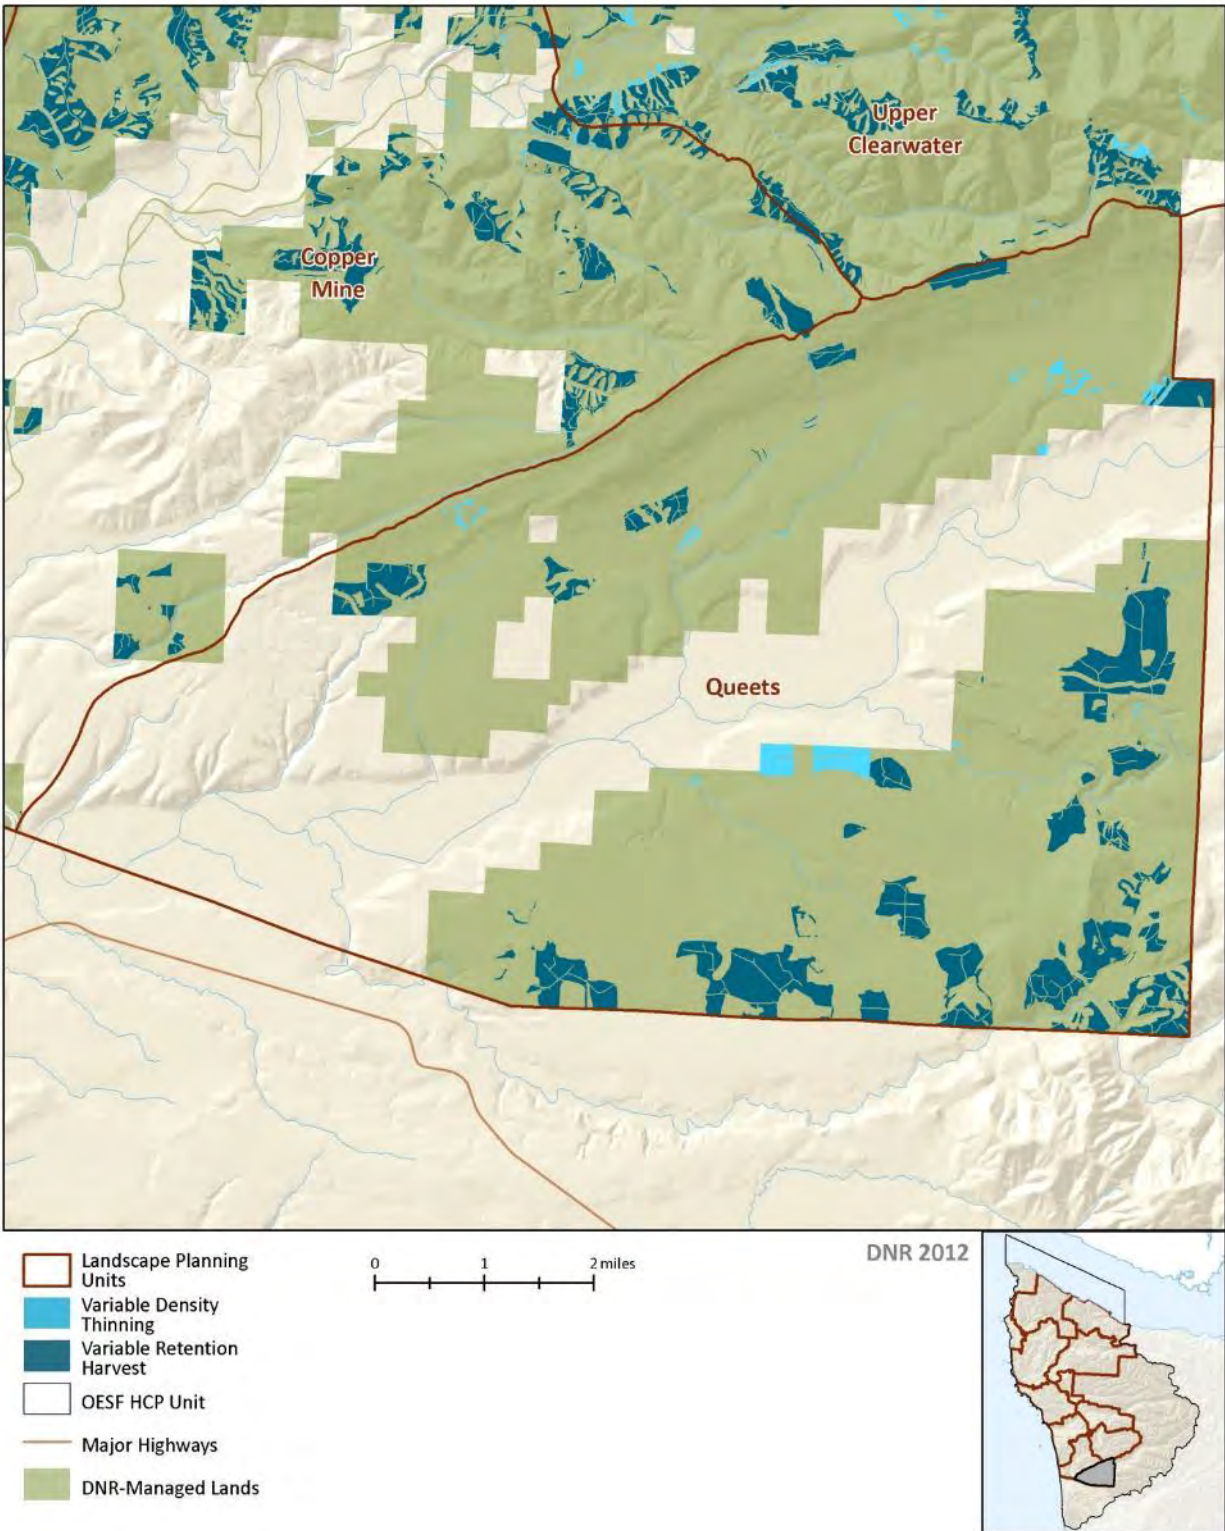 Upper
Clearwater
Copper
Mine
Queets
Landscape Planning
Units
Variable Density
Thinning
Variable Retention
Harvest
OESF HCP Unit
Major Highways
DNR-Managed Lands
0 1 2 miles
DNR 2012